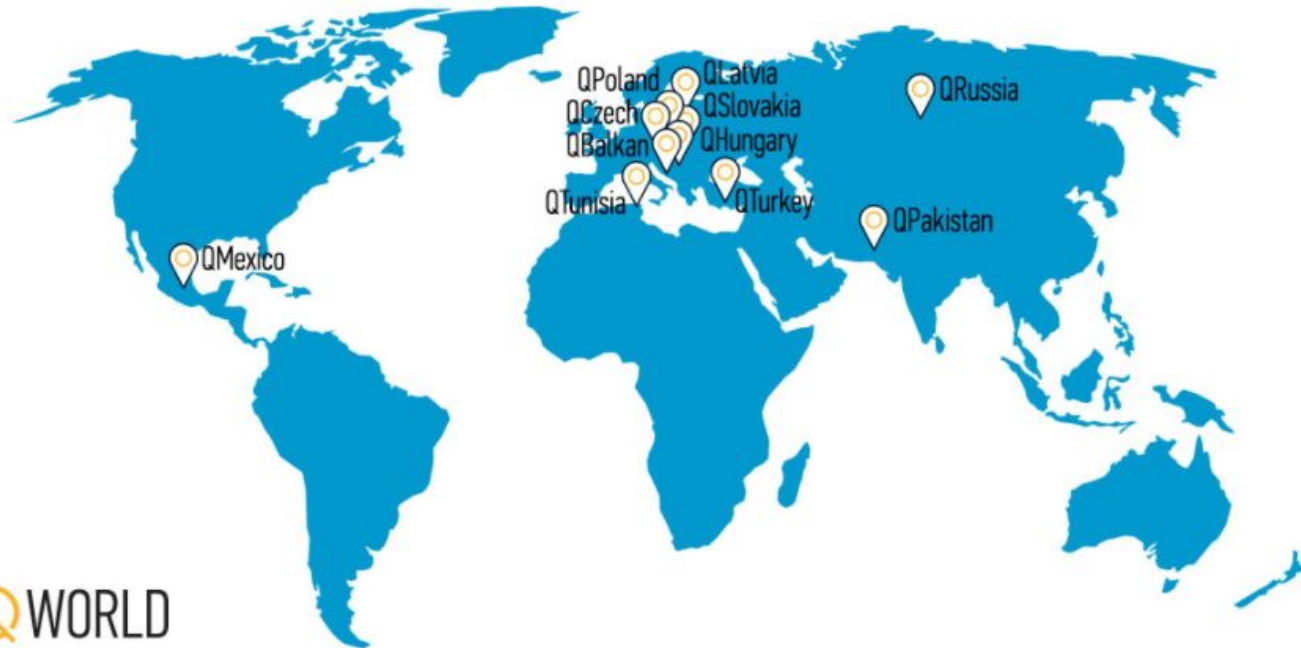 QPoland
QLatvia
QCzech
QSlovakia
QBalkan
QHungary
QTunisia
QTurkey
QRussia
QPakistan
QMexico
QWORLD